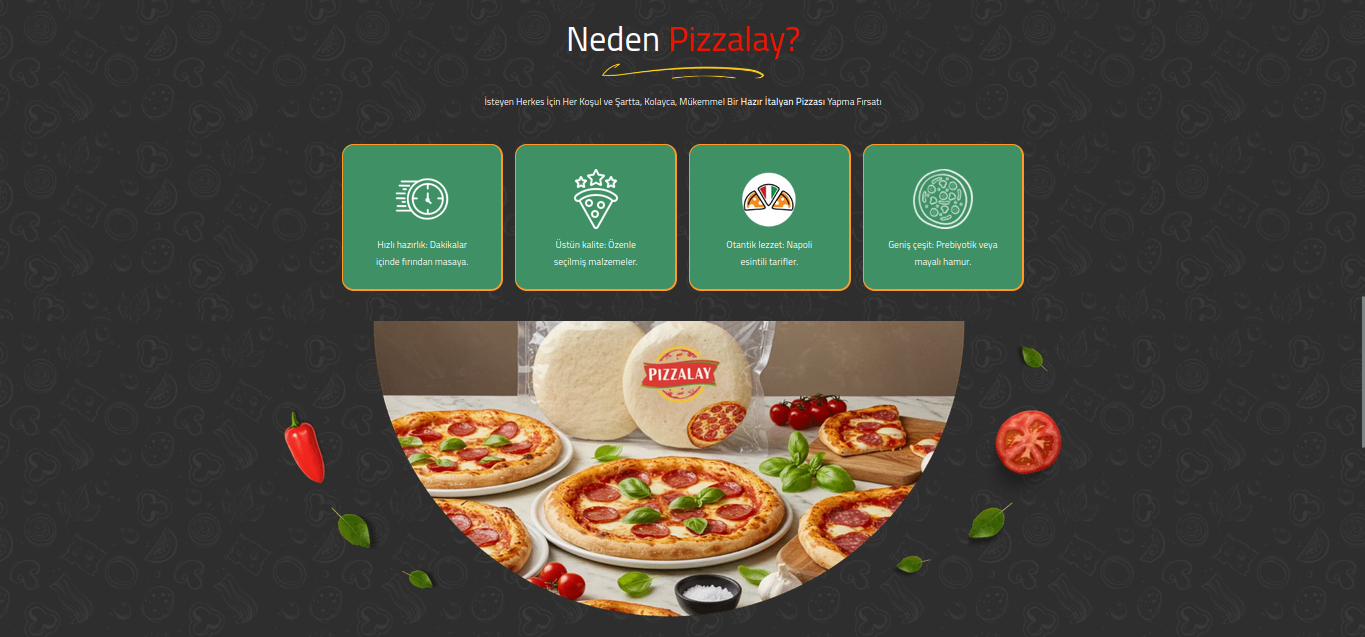 Neden Pizzalay?
İsteyen Herkes İçin Her Koşul ve Şartta, Kolayca, Mükemmel Bir Hazır İtalyan Pizzası Yapma Fırsatı
Hızlı hazırlık: Dakikalar
içinde fırından masaya.
Üstün kalite: Özenle
seçilmiş malzemeler.
Otantik lezzet: Napoli
esintili tarifler.
Geniş çeşit: Prebiyotik veya
mayalı hamur.
PIZZALAY